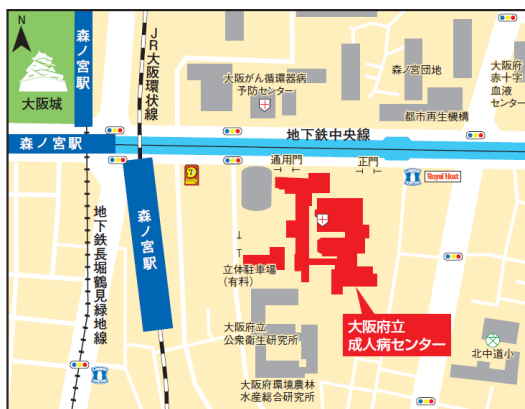 N
大阪城
森ノ宮駅
JR大阪環状線
大阪がん循環器病
予防センター
森ノ宮団地
都市再生機構
大阪府
赤十字
血液
センター
地下鉄中央線
森ノ宮駅
通用門
正門
Royal Host
森ノ宮駅
地下鉄長堀鶴見緑地線
立体駐車場
(有料)
大阪府立
公衆衛生研究所
大阪府立
成人病センター
北中道小
大阪府環境農林
水産総合研究所